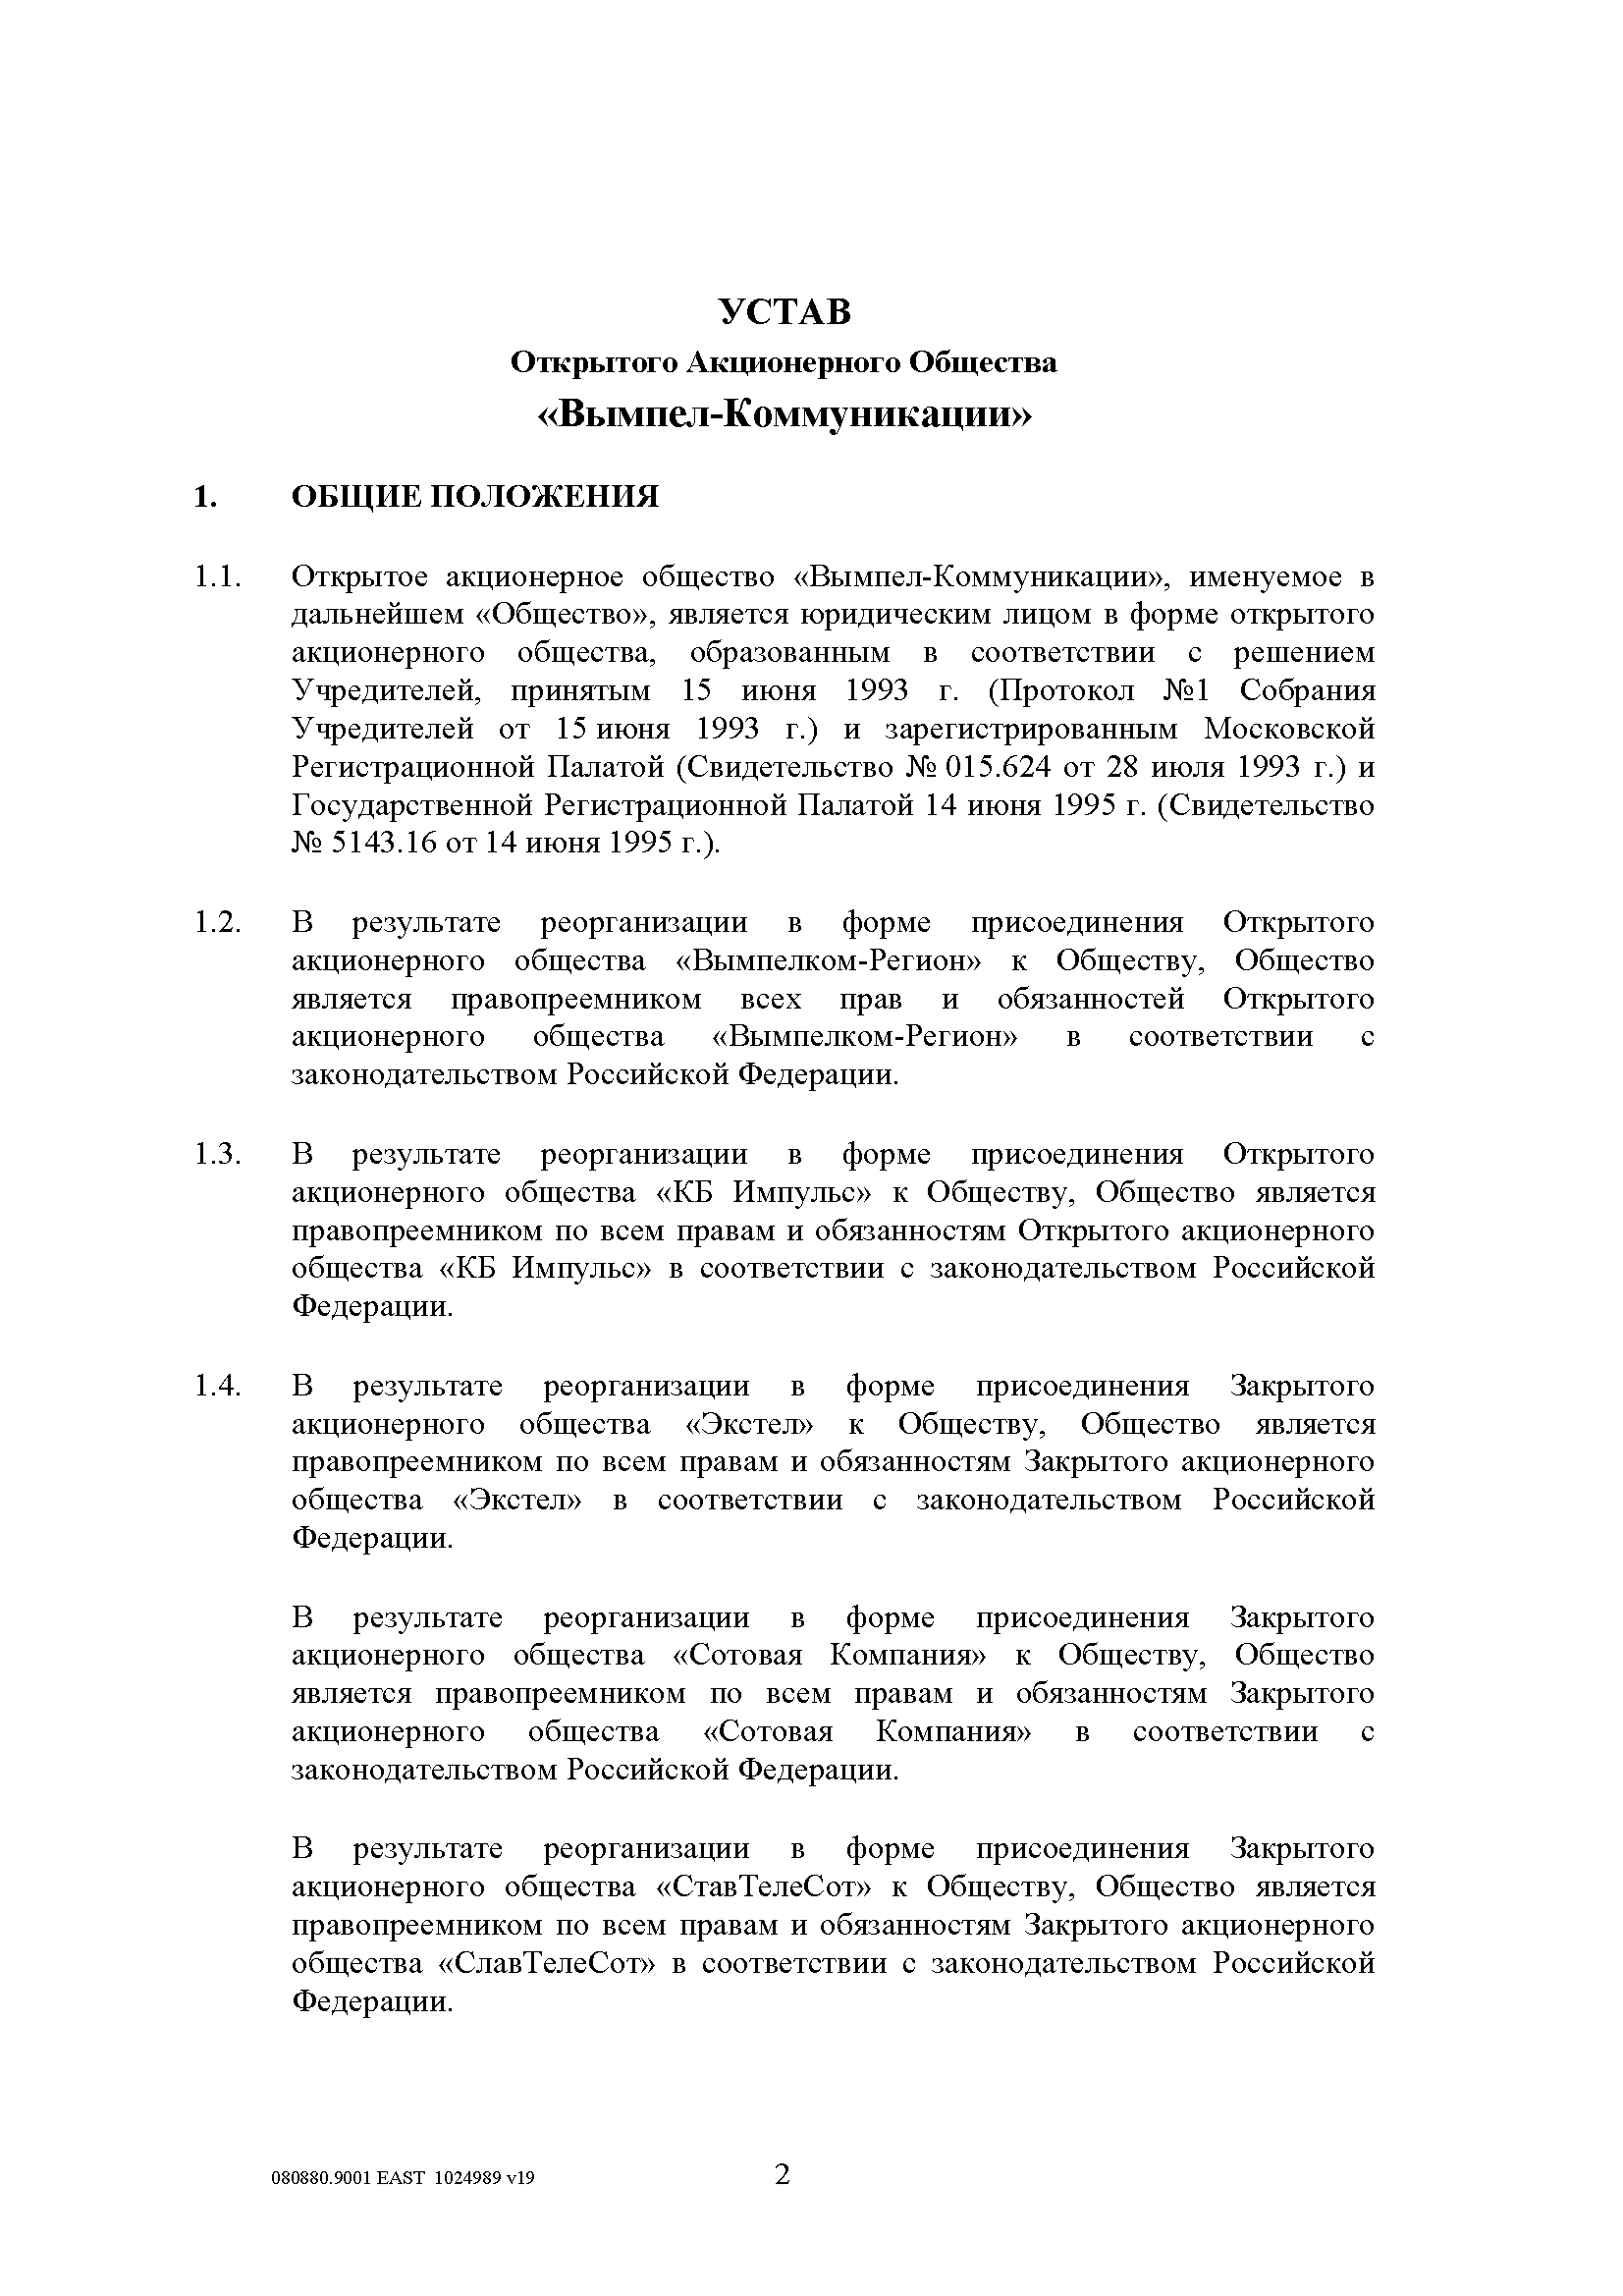 УСТАВ
Открытого Акционерного Общества
«Вымпел-Коммуникации»
1. ОБЩИЕ ПОЛОЖЕНИЯ
1.1. Открытое акционерное общество «Вымпел-Коммуникации», именуемое в
дальнейшем «Общество», является юридическим лицом в форме открытого
акционерного общества, образованным в соответствии с решением
Учредителей, принятым 15 июня 1993 г. (Протокол №1 Собрания
Учредителей от 15 июня 1993 г.) и зарегистрированным Московской
Регистрационной Палатой (Свидетельство № 015.624 от 28 июля 1993 г.) и
Государственной Регистрационной Палатой 14 июня 1995 г. (Свидетельство
№ 5143.16 от 14 июня 1995 г.).
1.2. В результате реорганизации в форме присоединения Открытого
акционерного общества «Вымпелком-Регион» к Обществу, Общество
является правопреемником всех прав и обязанностей Открытого
акционерного общества «Вымпелком-Регион» в соответствии с
законодательством Российской Федерации.
1.3. В результате реорганизации в форме присоединения Открытого
акционерного общества «КБ Импульс» к Обществу, Общество является
правопреемником по всем правам и обязанностям Открытого акционерного
общества «КБ Импульс» в соответствии с законодательством Российской
Федерации.
1.4. В результате реорганизации в форме присоединения Закрытого
акционерного общества «Экстел» к Обществу, Общество является
правопреемником по всем правам и обязанностям Закрытого акционерного
общества «Экстел» в соответствии с законодательством Российской
Федерации.
В результате реорганизации в форме присоединения Закрытого
акционерного общества «Сотовая Компания» к Обществу, Общество
является правопреемником по всем правам и обязанностям Закрытого
акционерного общества «Сотовая Компания» в соответствии с
законодательством Российской Федерации.
В результате реорганизации в форме присоединения Закрытого
акционерного общества «СтавТелеСот» к Обществу, Общество является
правопреемником по всем правам и обязанностям Закрытого акционерного
общества «СлавТелеСот» в соответствии с законодательством Российской
Федерации.
080880.9001 EAST 1024989 v19 2